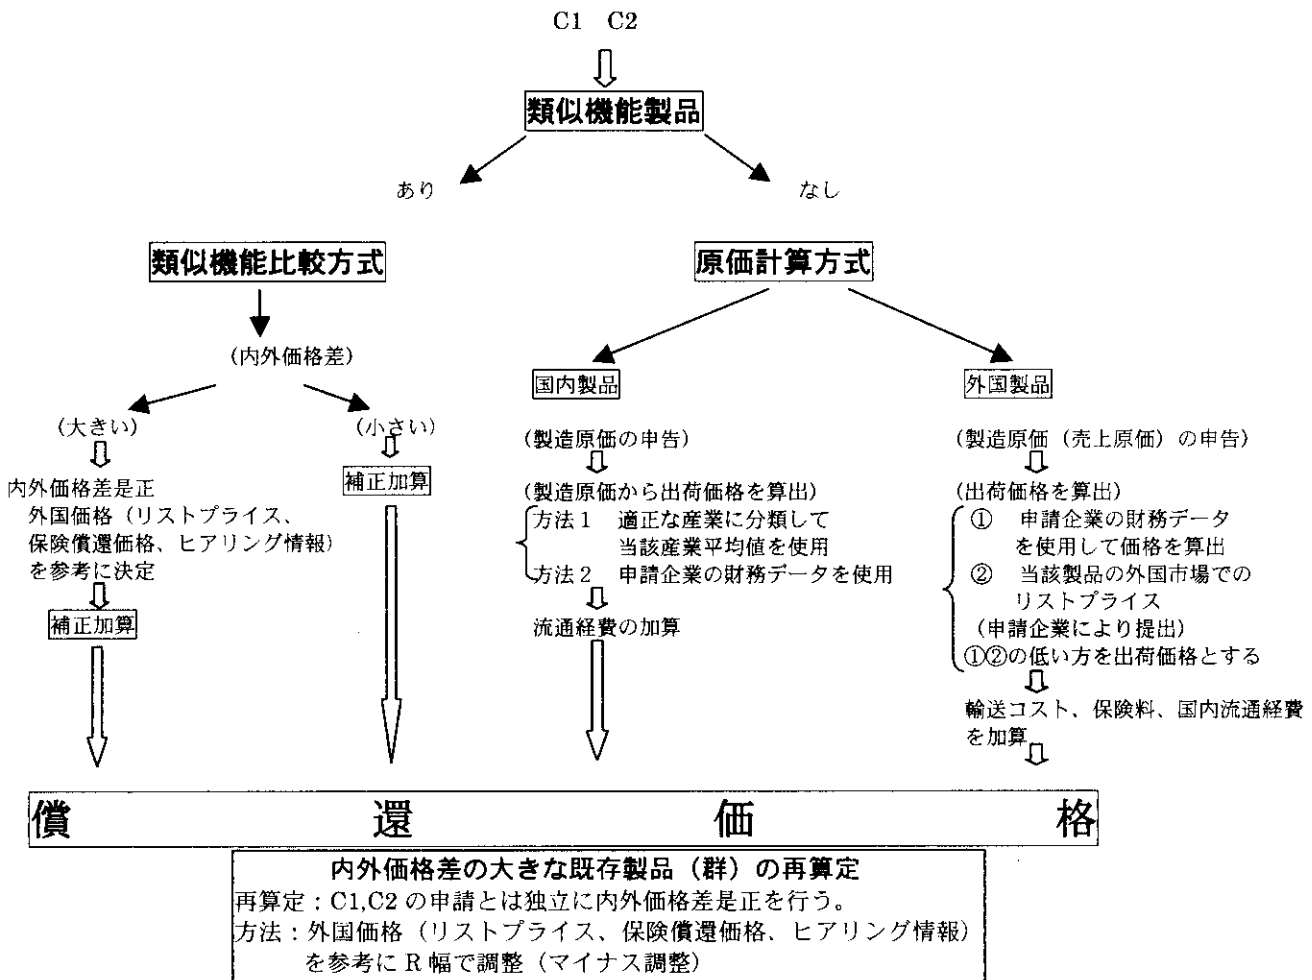 C1 C2
類似機能製品
あり
なし
類似機能比較方式
原価計算方式
(内外価格差)
(大きい)
(小さい)
内外価格差是正
外国価格（リストプライス、
保険償還価格、ヒアリング情報）
を参考に決定
補正加算
補正加算
国内製品
(製造原価の申告)
(製造原価から出荷価格を算出)
方法１ 適正な産業に分類して
当該産業平均値を使用
方法２ 申請企業の財務データを使用
流通経費の加算
外国製品
(製造原価（売上原価）の申告)
(出荷価格を算出)
① 申請企業の財務データ
を使用して価格を算出
② 当該製品の外国市場での
リストプライス
(申請企業により提出)
①②の低い方を出荷価格とする
輸送コスト、保険料、国内流通経費
を加算
償還価格
内外価格差の大きな既存製品（群）の再算定
再算定：C1,C2 の申請とは独立に内外価格差是正を行う。
方法：外国価格（リストプライス、保険償還価格、ヒアリング情報）
を参考に R 幅で調整（マイナス調整）